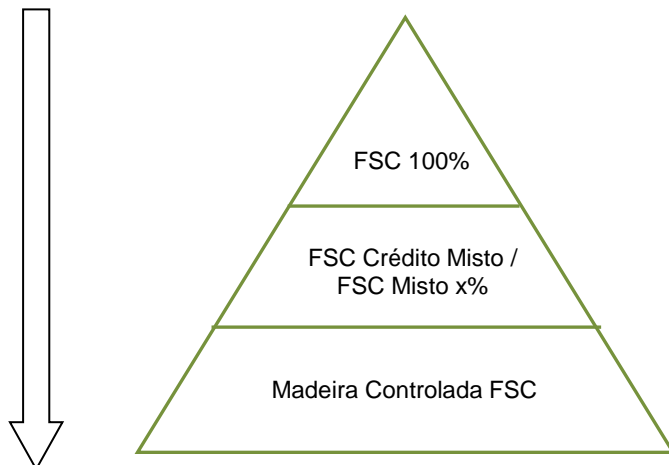 FSC 100%
FSC Crédito Misto /
FSC Misto x%
Madeira Controlada FSC